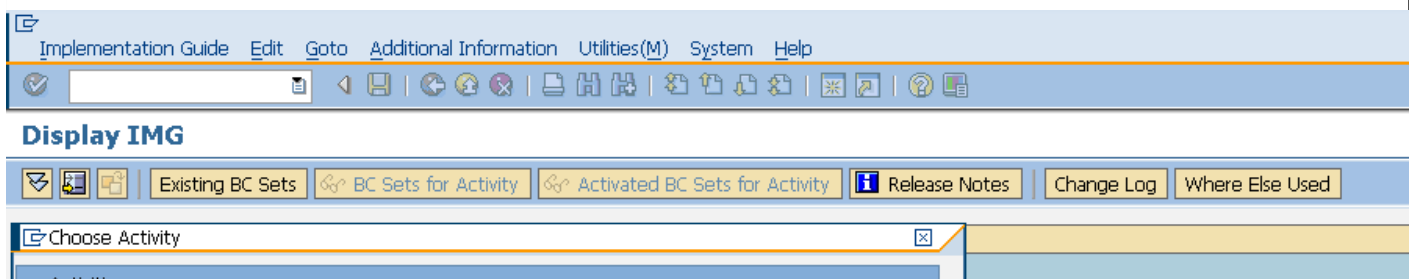 Implementation Guide Edit Goto Additional Information Utilities(M) System Help
Display IMG
Existing BC Sets BC Sets for Activity Activated BC Sets for Activity Release Notes Change Log Where Else Used
Choose Activity